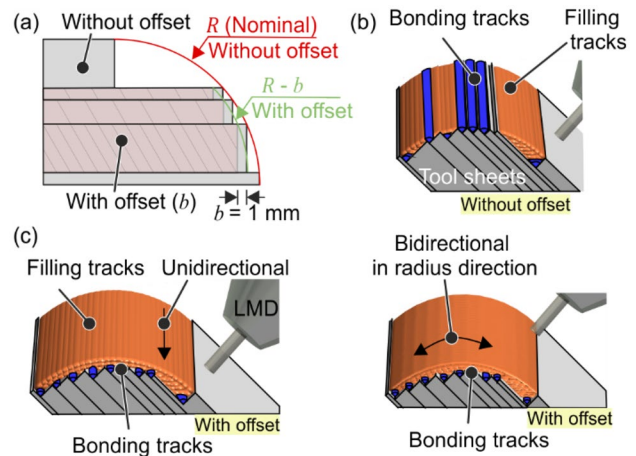 (a)
Without offset
R (Nominal)
Without offset
R - b
With offset
With offset (b)
b = 1 mm
(b)
Bonding tracks
Filling
tracks
Tool sheets
Without offset
(c)
Filling tracks
Unidirectional
LMD
With offset
Bonding tracks
Bidirectional
in radius direction
With offset
Bonding tracks